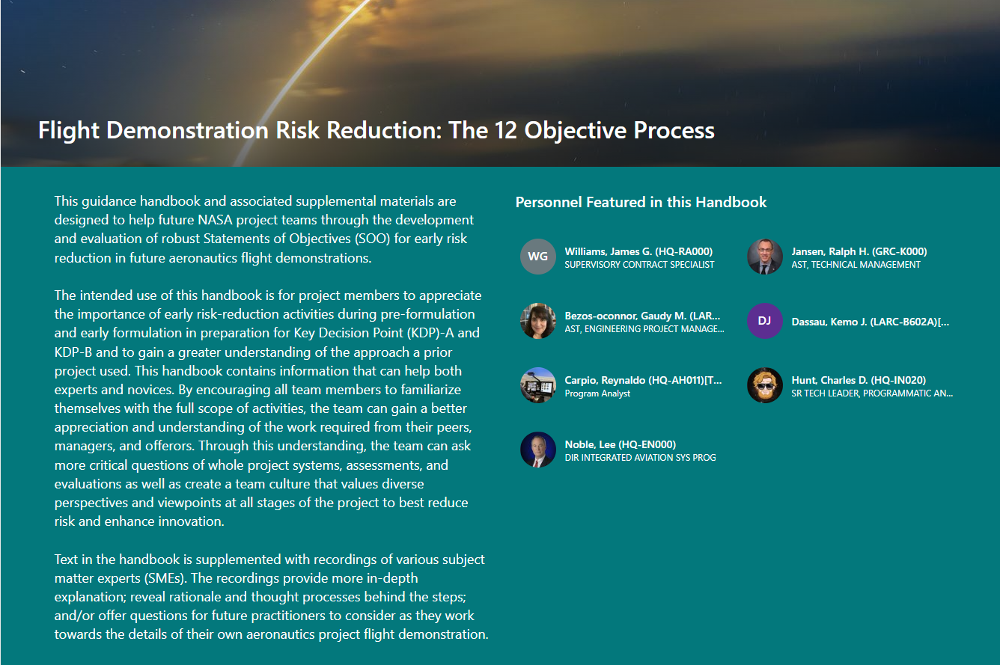 Flight Demonstration Risk Reduction: The 12 Objective Process
This guidance handbook and associated supplemental materials are
designed to help future NASA project teams through the development
and evaluation of robust Statements of Objectives (SOO) for early risk
reduction in future aeronautics flight demonstrations.
The intended use of this handbook is for project members to appreciate
the importance of early risk-reduction activities during pre-formulation
and early formulation in preparation for Key Decision Point (KDP)-A and
KDP-B and to gain a greater understanding of the approach a prior
project used. This handbook contains information that can help both
experts and novices. By encouraging all team members to familiarize
themselves with the full scope of activities, the team can gain a better
appreciation and understanding of the work required from their peers,
managers, and offerors. Through this understanding, the team can ask
more critical questions of whole project systems, assessments, and
evaluations as well as create a team culture that values diverse
perspectives and viewpoints at all stages of the project to best reduce
risk and enhance innovation.
Text in the handbook is supplemented with recordings of various subject
matter experts (SMEs). The recordings provide more in-depth
explanation; reveal rationale and thought processes behind the steps;
and/or offer questions for future practitioners to consider as they work
towards the details of their own aeronautics project flight demonstration.
Personnel Featured in this Handbook
WG
Williams, James G. (HQ-RA000)
SUPERVISORY CONTRACT SPECIALIST
Jansen, Ralph H. (GRC-K000)
AST, TECHNICAL MANAGEMENT
Bezos-oconnor, Gaudy M. (LAR...
AST, ENGINEERING PROJECT MANAGE...
DJ
Dassau, Kemo J. (LARC-B602A)[...
Carpio, Reynaldo (HQ-AH011)[T...
Program Analyst
Hunt, Charles D. (HQ-IN020)
SR TECH LEADER, PROGRAMMATIC AN...
Noble, Lee (HQ-EN000)
DIR INTEGRATED AVIATION SYS PROG